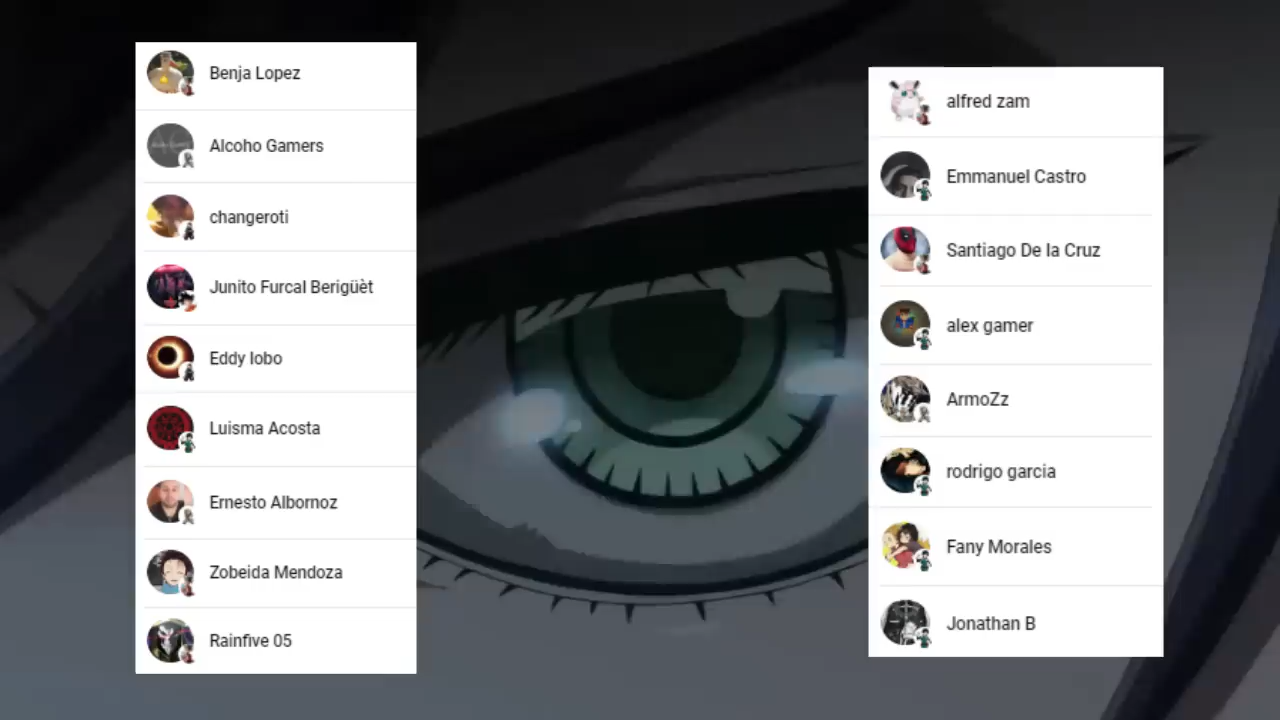 Benja Lopez
Alcoho Gamers
changeroti
Junito Furcal Berigüèt
Eddy lobo
Luisma Acosta
Ernesto Albornoz
Zobeida Mendoza
Rainfive 05
alfred zam
Emmanuel Castro
Santiago De la Cruz
alex gamer
ArmoZz
rodrigo garcia
Fany Morales
Jonathan B